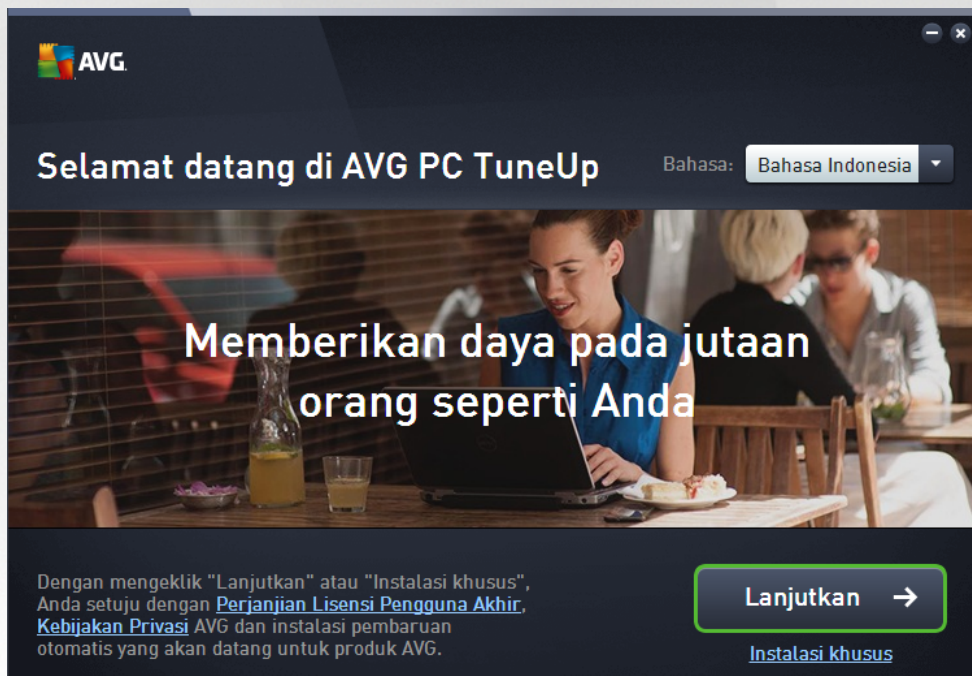 AVG
Selamat datang di AVG PC TuneUp
Bahasa: Bahasa Indonesia
Memberikan daya pada jutaan
orang seperti Anda
Dengan mengeklik "Lanjutkan" atau "Instalasi khusus",
Anda setuju dengan Perjanjian Lisensi Pengguna Akhir,
Kebijakan Privasi AVG dan instalasi pembaruan
otomatis yang akan datang untuk produk AVG.
Lanjutkan →
Instalasi khusus